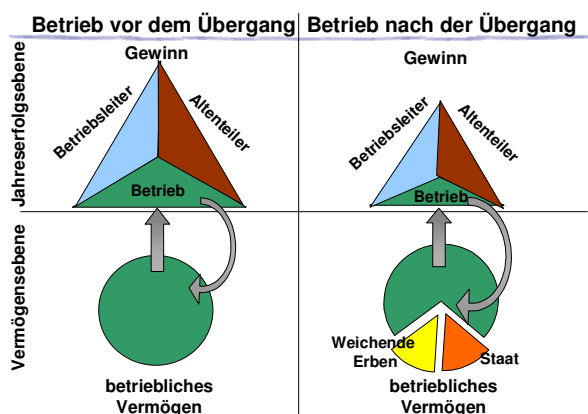 Betrieb vor dem Übergang
Betrieb nach der Übergang
Jahreserfolgsebene
Gewinn
Betriebsleiter
Altenteiler
Betrieb
Gewinn
Betriebsleiter
Altenteiler
Betrieb
Vermögensebene
betriebliches
Vermögen
Weichende
Erben
Staat
betriebliches
Vermögen